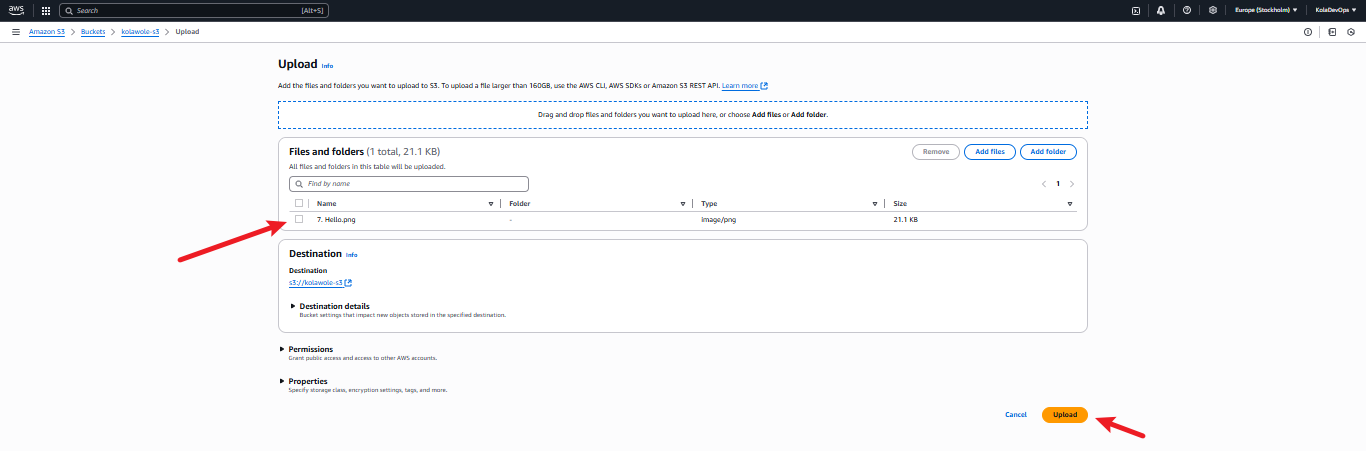 aws Search [Alt+S] Europe (Stockholm) KoleDevOps
Amazon S3 > Buckets > kolawole-s3 > Upload
Upload Info
Add the files and folders you want to upload to S3. To upload a file larger than 160GB, use the AWS CLI, AWS SDKs or Amazon S3 REST API. Learn more
Drag and drop files and folders you want to upload here, or choose Add files or Add folder.
Files and folders (1 total, 21.1 KB) Remove Add files Add folder
All files and folders in this table will be uploaded.
Find by name 1
Name Folder Type Size
7. Hello.png - image/png 21.1 KB
Destination Info
Destination
s3://kolawole-s3
Destination details
Bucket settings that impact new objects stored in the specified destination.
Permissions
Grant public access and access to other AWS accounts.
Properties
Specify storage class, encryption settings, tags, and more.
Cancel Upload